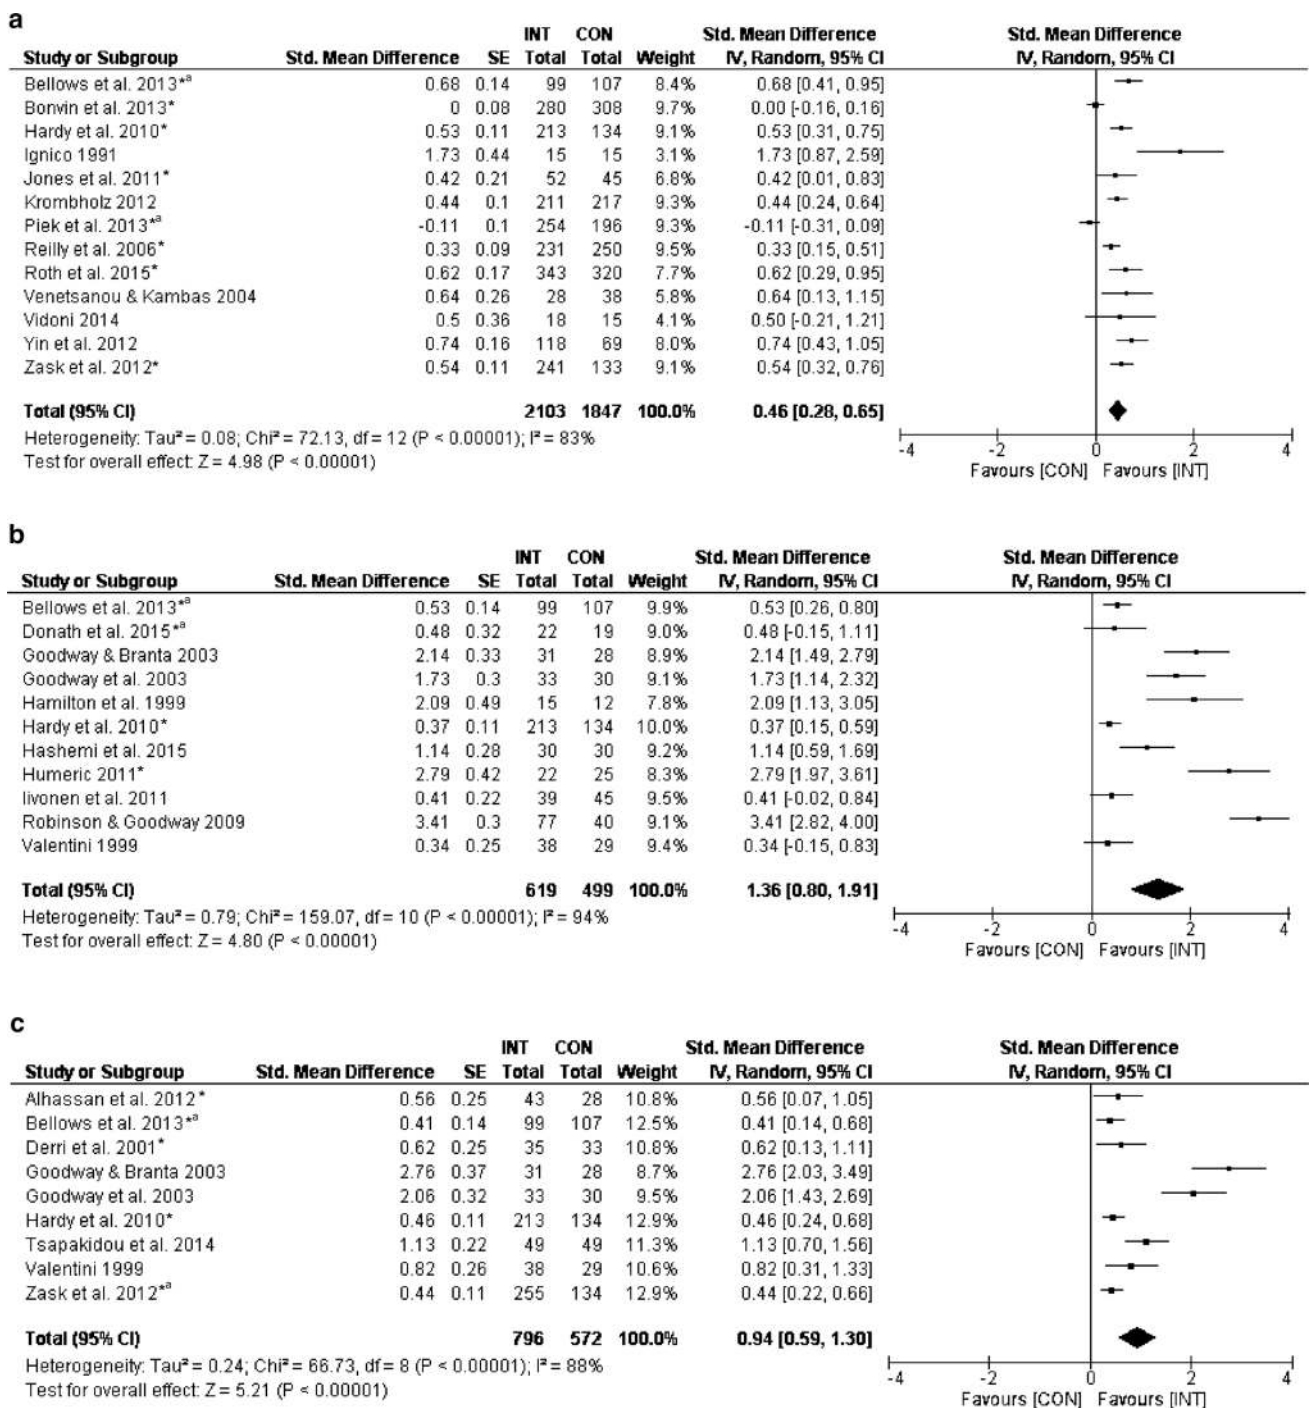 a
INT CON Std. Mean Difference Std. Mean Difference
Study or Subgroup Std. Mean Difference SE Total Total Weight IV, Random, 95% CI IV, Random, 95% CI
Bellows et al. 2013*ª 0.68 0.14 99 107 8.4% 0.68 [0.41, 0.95]
Bonvin et al. 2013* 0 0.08 280 308 9.7% 0.00 [-0.16, 0.16]
Hardy et al. 2010* 0.53 0.11 213 134 9.1% 0.53 [0.31, 0.75]
Ignico 1991 1.73 0.44 15 15 3.1% 1.73 [0.87, 2.59]
Jones et al. 2011* 0.42 0.21 52 45 6.8% 0.42 [0.01, 0.83]
Krombholz 2012 0.44 0.1 211 217 9.3% 0.44 [0.24, 0.64]
Piek et al. 2013*ª -0.11 0.1 254 196 9.3% -0.11 [-0.31, 0.09]
Reilly et al. 2006* 0.33 0.09 231 250 9.5% 0.33 [0.15, 0.51]
Roth et al. 2015* 0.62 0.17 343 320 7.7% 0.62 [0.29, 0.95]
Venetsanou & Kambas 2004 0.64 0.26 28 38 5.8% 0.64 [0.13, 1.15]
Vidoni 2014 0.5 0.36 18 15 4.1% 0.50 [-0.21, 1.21]
Yin et al. 2012 0.74 0.16 118 69 8.0% 0.74 [0.43, 1.05]
Zask et al. 2012* 0.54 0.11 241 133 9.1% 0.54 [0.32, 0.76]
Total (95% CI) 2103 1847 100.0% 0.46 [0.28, 0.65]
Heterogeneity: Tau² = 0.08; Chi² = 72.13, df = 12 (P < 0.00001); I² = 83%
Test for overall effect: Z = 4.98 (P < 0.00001)
-4 -2 0 2 4
Favours [CON] Favours [INT]
b
INT CON Std. Mean Difference Std. Mean Difference
Study or Subgroup Std. Mean Difference SE Total Total Weight IV, Random, 95% CI IV, Random, 95% CI
Bellows et al. 2013*ª 0.53 0.14 99 107 9.9% 0.53 [0.26, 0.80]
Donath et al. 2015*ª 0.48 0.32 22 19 9.0% 0.48 [-0.15, 1.11]
Goodway & Branta 2003 2.14 0.33 31 28 8.9% 2.14 [1.49, 2.79]
Goodway et al. 2003 1.73 0.3 33 30 9.1% 1.73 [1.14, 2.32]
Hamilton et al. 1999 2.09 0.49 15 12 7.8% 2.09 [1.13, 3.05]
Hardy et al. 2010* 0.37 0.11 213 134 10.0% 0.37 [0.15, 0.59]
Hashemi et al. 2015 1.14 0.28 30 30 9.2% 1.14 [0.59, 1.69]
Humeric 2011* 2.79 0.42 22 25 8.3% 2.79 [1.97, 3.61]
Iivonen et al. 2011 0.41 0.22 39 45 9.5% 0.41 [-0.02, 0.84]
Robinson & Goodway 2009 3.41 0.3 77 40 9.1% 3.41 [2.82, 4.00]
Valentini 1999 0.34 0.25 38 29 9.4% 0.34 [-0.15, 0.83]
Total (95% CI) 619 499 100.0% 1.36 [0.80, 1.91]
Heterogeneity: Tau² = 0.79; Chi² = 159.07, df = 10 (P < 0.00001); I² = 94%
Test for overall effect: Z = 4.80 (P < 0.00001)
-4 -2 0 2 4
Favours [CON] Favours [INT]
c
INT CON Std. Mean Difference Std. Mean Difference
Study or Subgroup Std. Mean Difference SE Total Total Weight IV, Random, 95% CI IV, Random, 95% CI
Alhassan et al. 2012* 0.56 0.25 43 28 10.8% 0.56 [0.07, 1.05]
Bellows et al. 2013*ª 0.41 0.14 99 107 12.5% 0.41 [0.14, 0.68]
Derri et al. 2001* 0.62 0.25 35 33 10.8% 0.62 [0.13, 1.11]
Goodway & Branta 2003 2.76 0.37 31 28 8.7% 2.76 [2.03, 3.49]
Goodway et al. 2003 2.06 0.32 33 30 9.5% 2.06 [1.43, 2.69]
Hardy et al. 2010* 0.46 0.11 213 134 12.9% 0.46 [0.24, 0.68]
Tsapakidou et al. 2014 1.13 0.22 49 49 11.3% 1.13 [0.70, 1.56]
Valentini 1999 0.82 0.26 38 29 10.6% 0.82 [0.31, 1.33]
Zask et al. 2012*ª 0.44 0.11 255 134 12.9% 0.44 [0.22, 0.66]
Total (95% CI) 796 572 100.0% 0.94 [0.59, 1.30]
Heterogeneity: Tau² = 0.24; Chi² = 66.73, df = 8 (P < 0.00001); I² = 88%
Test for overall effect: Z = 5.21 (P < 0.00001)
-4 -2 0 2 4
Favours [CON] Favours [INT]